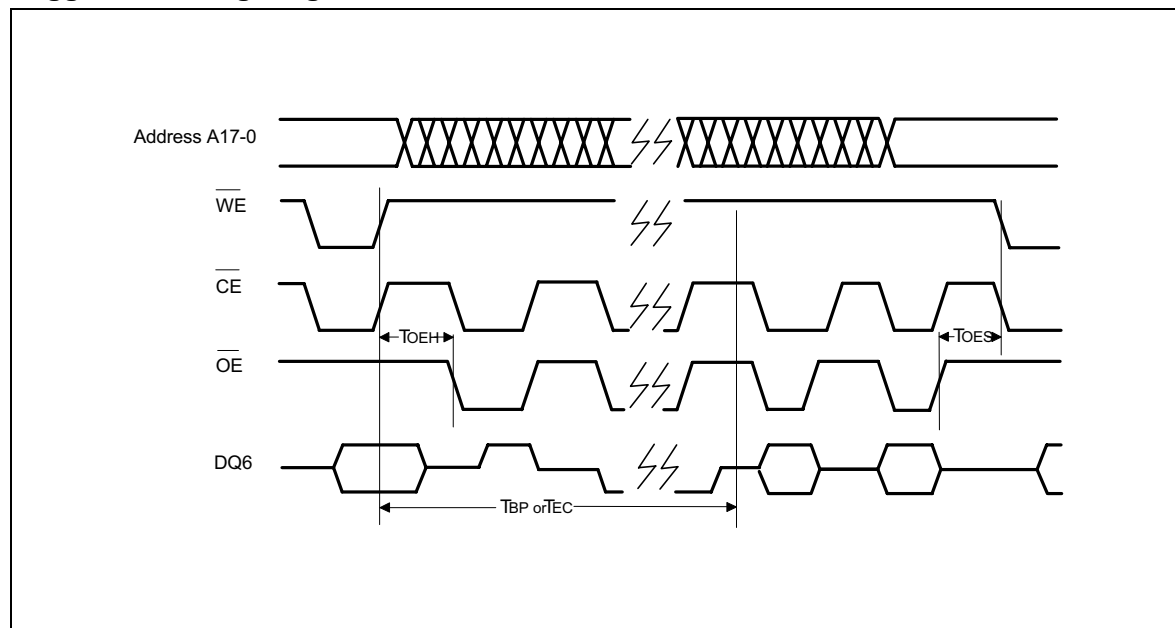 Address A17-0
WE
CE
TOEH
TOES
OE
DQ6
TBP orTEC